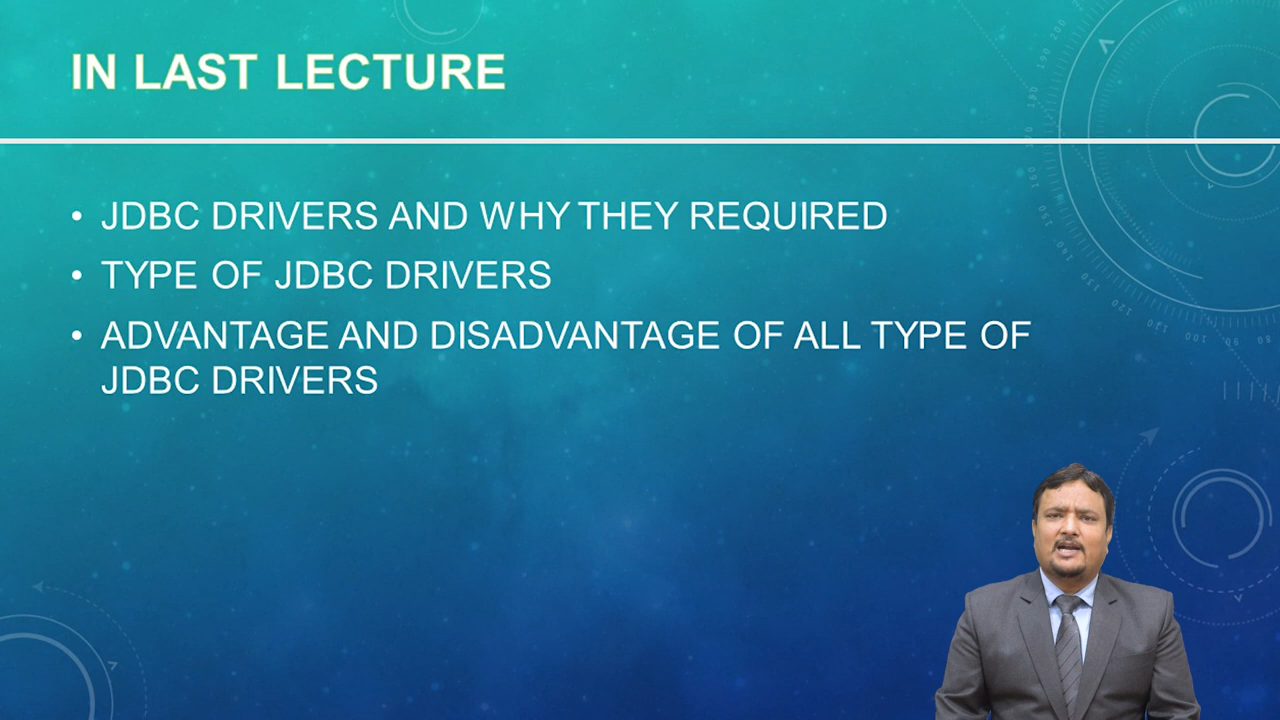 IN LAST LECTURE
• JDBC DRIVERS AND WHY THEY REQUIRED
• TYPE OF JDBC DRIVERS
• ADVANTAGE AND DISADVANTAGE OF ALL TYPE OF
JDBC DRIVERS